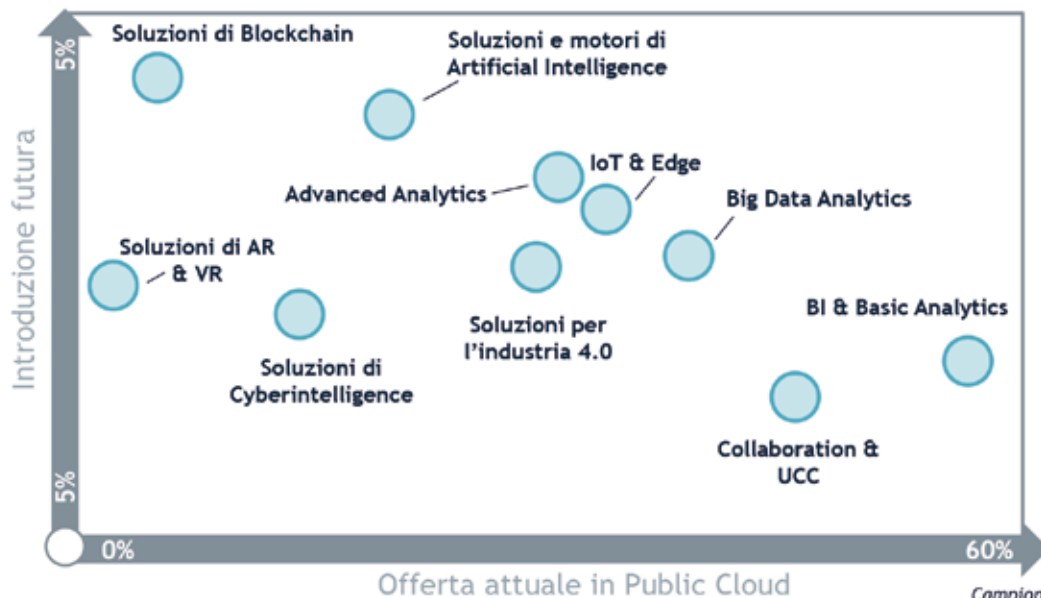 5%
Soluzioni di Blockchain
Soluzioni e motori di
Artificial Intelligence
IoT & Edge
Advanced Analytics
Big Data Analytics
Soluzioni di AR
& VR
BI & Basic Analytics
Soluzioni per
l'industria 4.0
Soluzioni di
Cyberintelligence
Collaboration &
UCC
Introduzione futura
5%
0%
60%
Offerta attuale in Public Cloud
Campion